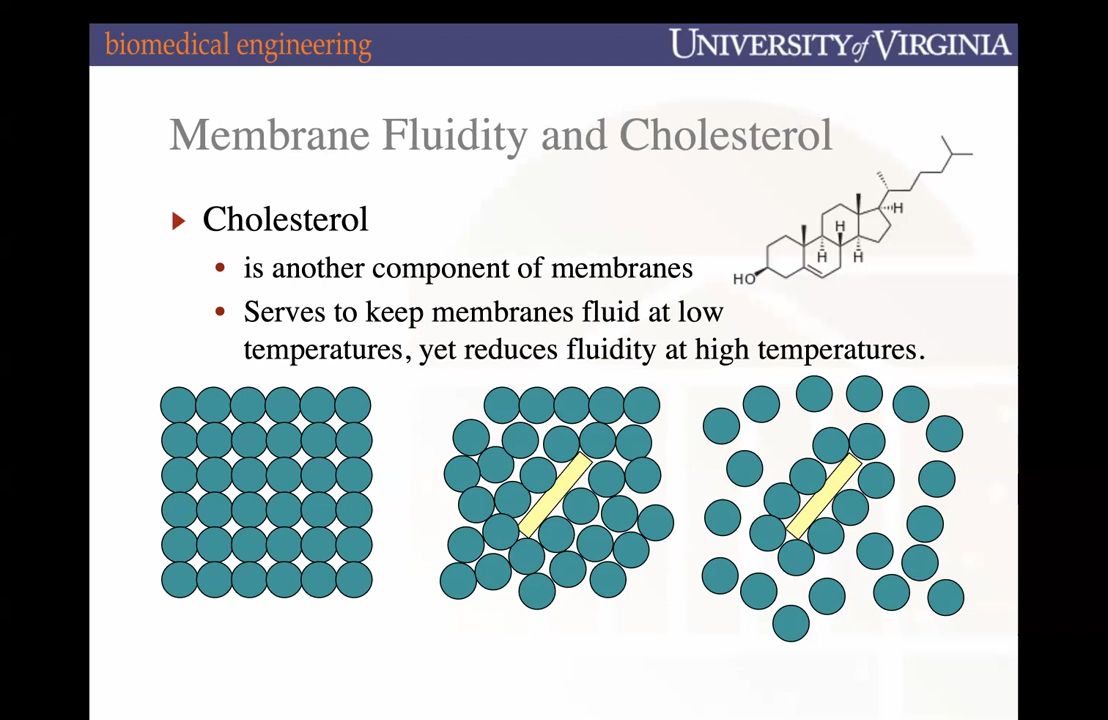 biomedical engineering
UNIVERSITY of VIRGINIA
Membrane Fluidity and Cholesterol
Cholesterol
is another component of membranes
Serves to keep membranes fluid at low
temperatures, yet reduces fluidity at high temperatures.
H
H
H
H
HO